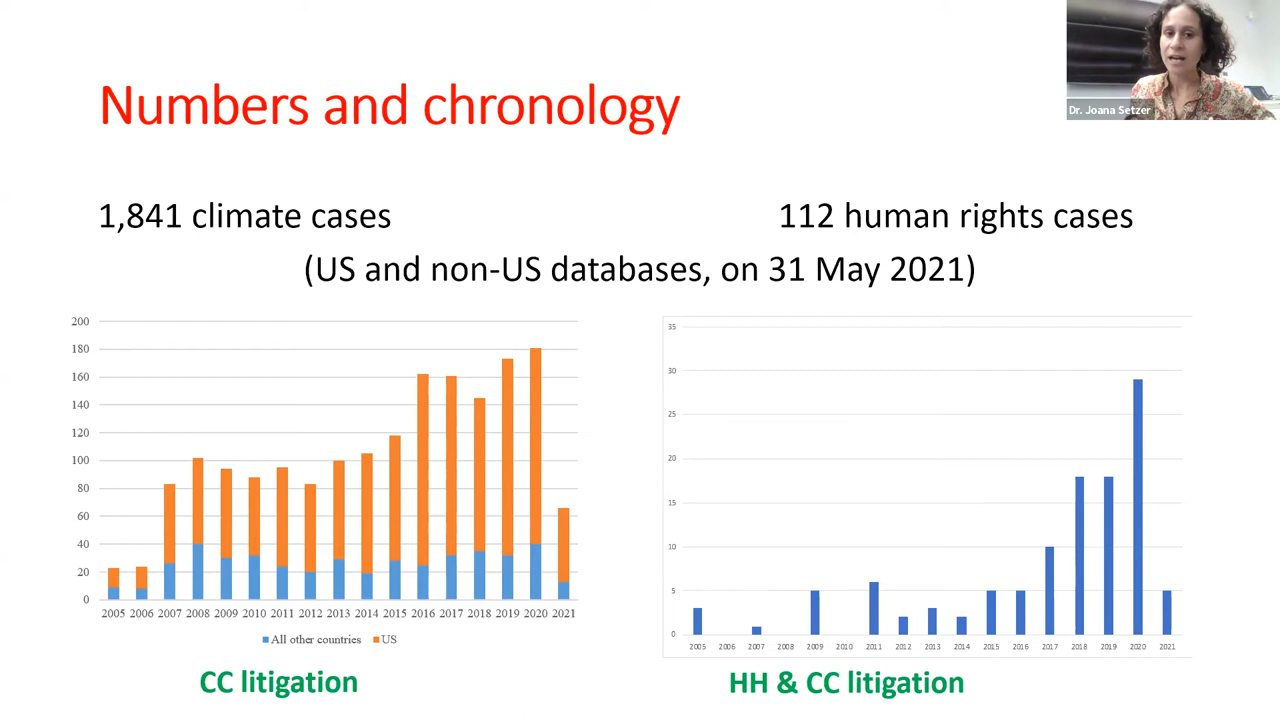 Dr. Joana Setzer
Numbers and chronology
1,841 climate cases
112 human rights cases
(US and non-US databases, on 31 May 2021)
200
180
160
140
120
100
80
60
40
20
0
2005 2006 2007 2008 2009 2010 2011 2012 2013 2014 2015 2016 2017 2018 2019 2020 2021
All other countries US
CC litigation
35
30
25
20
15
10
5
0
2005 2006 2007 2008 2009 2010 2011 2012 2013 2014 2015 2016 2017 2018 2019 2020 2021
HH & CC litigation